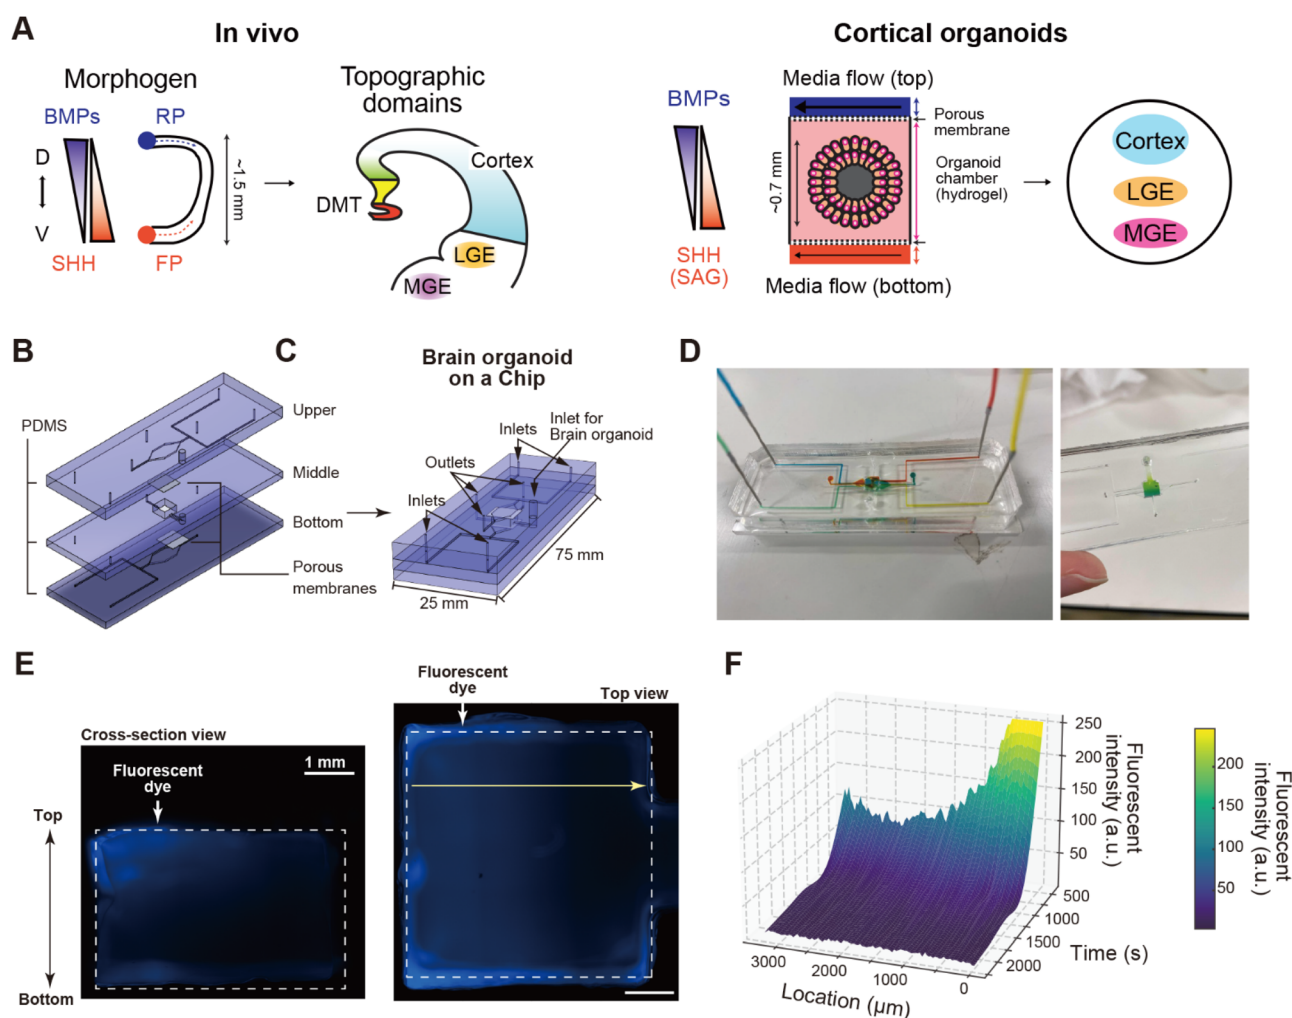 A
In vivo
Cortical organoids
Morphogen
BMPs
RP
D
V
SHH
FP
~1.5 mm
Topographic
domains
Cortex
DMT
LGE
MGE
BMPs
SHH
(SAG)
Media flow (top)
~0.7 mm
Porous
membrane
Organoid
chamber
(hydrogel)
Media flow (bottom)
Cortex
LGE
MGE
B
PDMS
Upper
Middle
Bottom
Porous
membranes
C
Brain organoid
on a Chip
Inlets
Inlet for
Brain organoid
Outlets
Inlets
75 mm
25 mm
D
E
Cross-section view
Fluorescent
dye
1 mm
Top
Bottom
Fluorescent
dye
Top view
F
250
200
150
100
50
Fluorescent
intensity (a.u.)
500
1000
1500
2000
Time (s)
3000
2000
1000
0
Location (µm)
200
150
100
50
Fluorescent
intensity (a.u.)